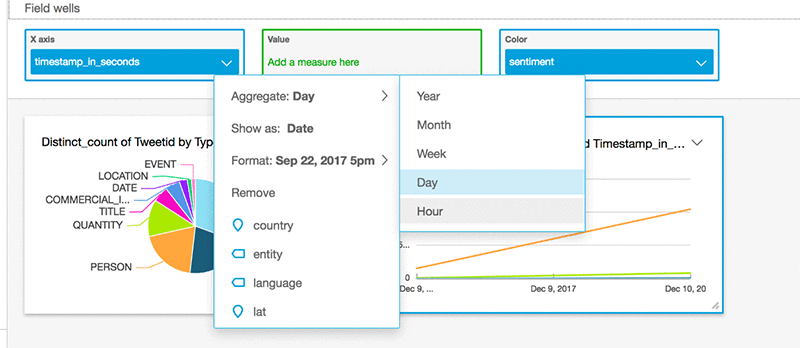 Field wells
X axis
timestamp_in_seconds
Value
Add a measure here
Color
sentiment
Aggregate: Day
Show as: Date
Format: Sep 22, 2017 5pm
Remove
country
entity
language
lat
Year
Month
Week
Day
Hour
Distinct_count of Tweetid by Typ
EVENT
LOCATION
DATE
COMMERCIAL_I...
TITLE
QUANTITY
PERSON
d Timestamp_in_...
5...
0
Dec 9, ...
Dec 9, 2017
Dec 10, 20